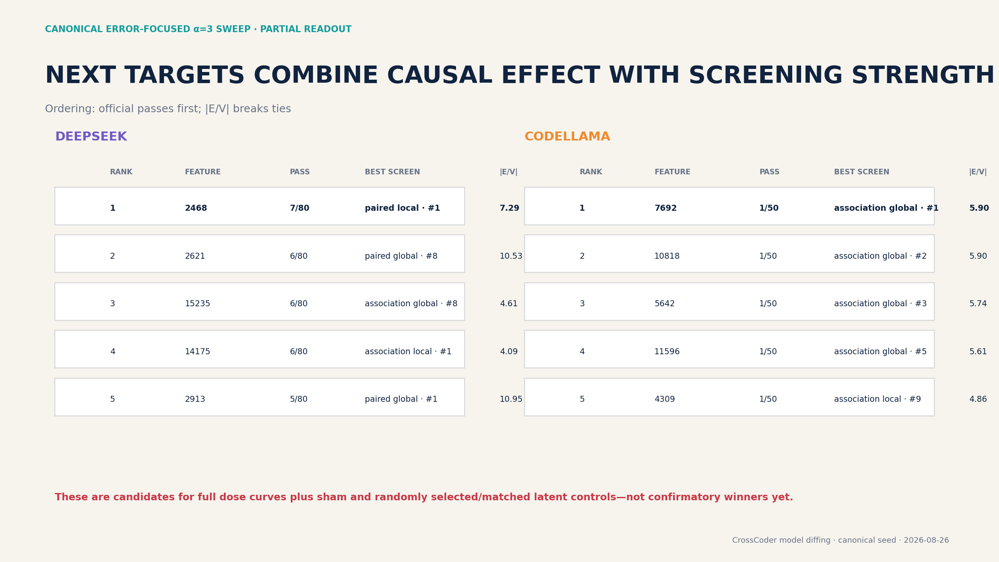 CANONICAL ERROR-FOCUSED α=3 SWEEP · PARTIAL READOUT
NEXT TARGETS COMBINE CAUSAL EFFECT WITH SCREENING STRENGTH
Ordering: official passes first; |E/V| breaks ties
DEEPSEEK
RANK FEATURE PASS BEST SCREEN |E/V|
1 2468 7/80 paired local · #1 7.29
2 2621 6/80 paired global · #8 10.53
3 15235 6/80 association global · #8 4.61
4 14175 6/80 association local · #1 4.09
5 2913 5/80 paired global · #1 10.95
CODELLAMA
RANK FEATURE PASS BEST SCREEN |E/V|
1 7692 1/50 association global · #1 5.90
2 10818 1/50 association global · #2 5.90
3 5642 1/50 association global · #3 5.74
4 11596 1/50 association global · #5 5.61
5 4309 1/50 association local · #9 4.86
These are candidates for full dose curves plus sham and randomly selected/matched latent controls—not confirmatory winners yet.
CrossCoder model diffing · canonical seed · 2026-08-26